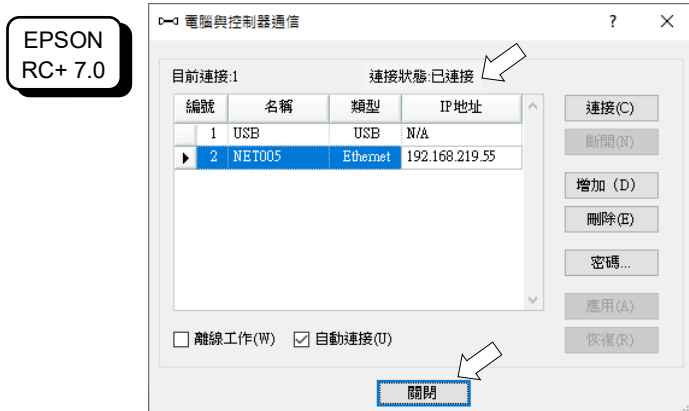 EPSON
RC+ 7.0
電腦與控制器通信
?
目前連接:1
連接狀態:已連接
編號 名稱 類型 IP地址
1 USB USB N/A
2 NET005 Ethernet 192.168.219.55
連接(C)
斷開(N)
增加 (D)
刪除(E)
密碼...
應用(A)
恢復(R)
離線工作(W)
自動連接(U)
關閉